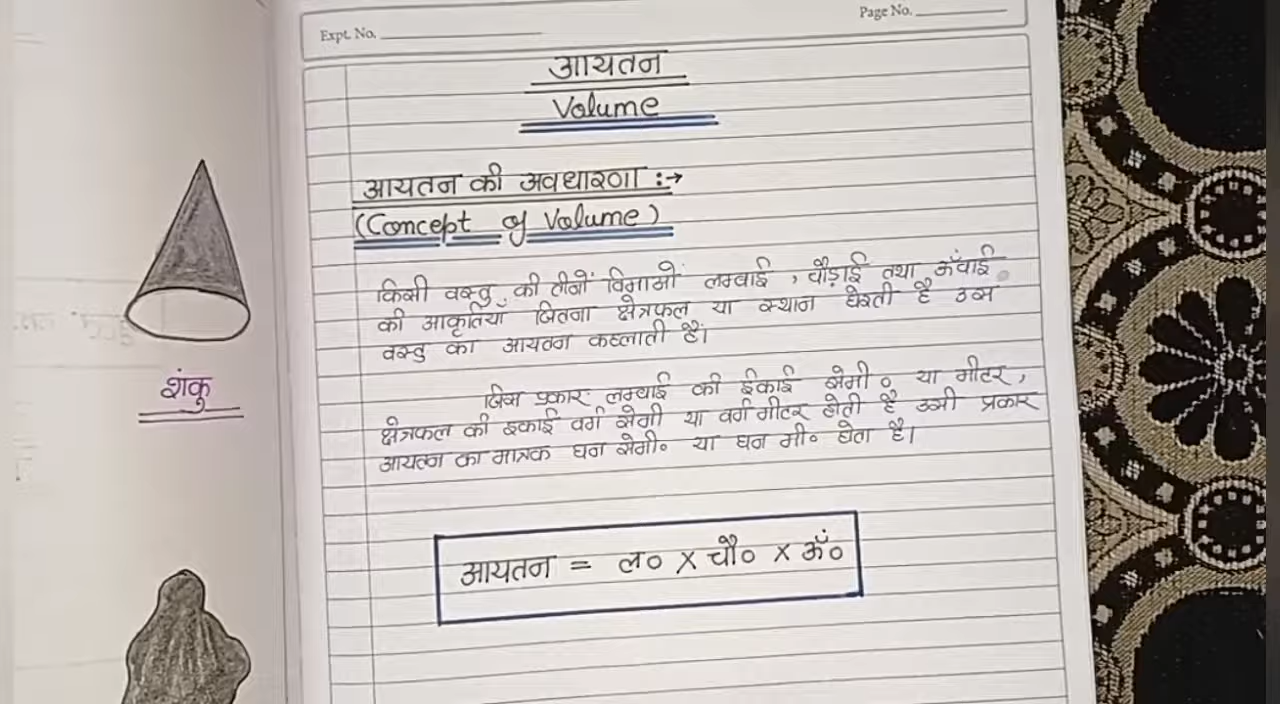 Expt. No.
Page No.
आयतन
Volume
आयतन की अवधारणा :→
(Concept of Volume)
किसी वस्तु की तीनों विमाओं लम्बाई , चौड़ाई तथा ऊँचाई
की आकृतियाँ जितना क्षेत्रफल या स्थान घेरती है उस
वस्तु का आयतन कहलाती है।
जिस प्रकार लम्बाई की ईकाई सेमी० या मीटर ,
क्षेत्रफल की इकाई वर्ग सेमी या वर्ग मीटर होती है उसी प्रकार
आयतन का मात्रक घन सेमी० या घन मी० होता है।
आयतन = ल० × चौ० × ऊँ०
शंकु